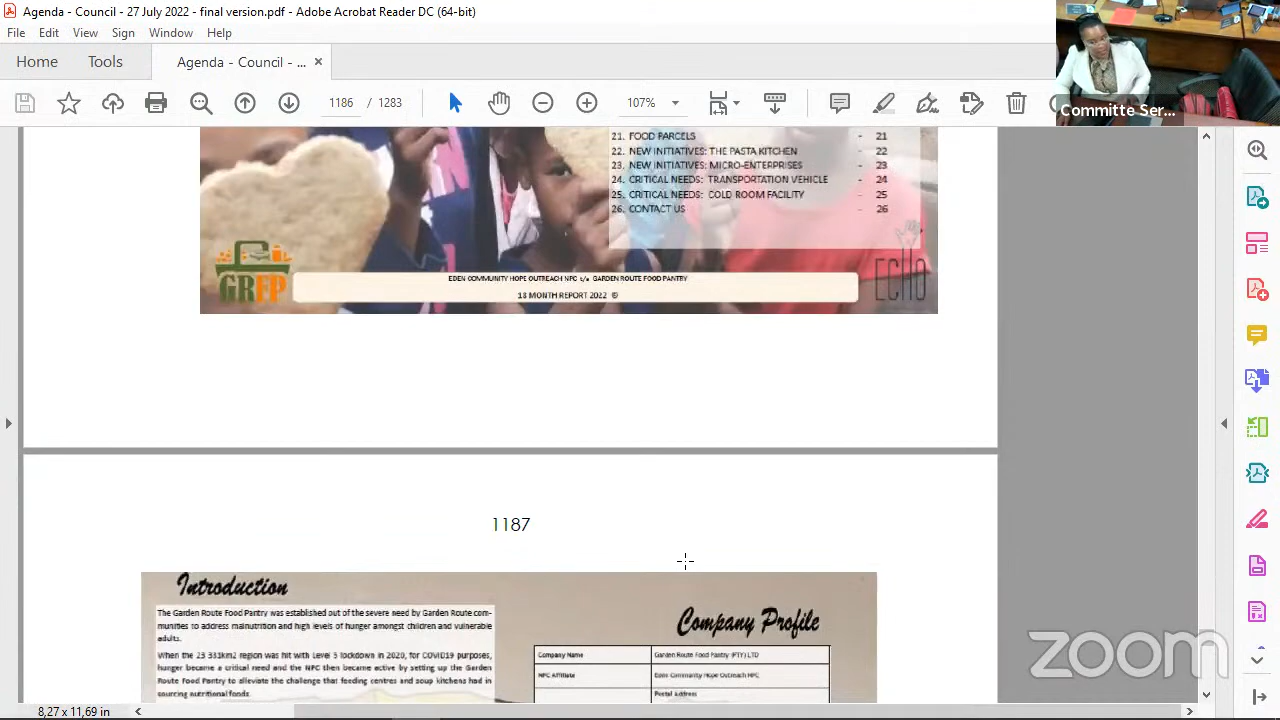 Agenda - Council - 27 July 2022 - final version.pdf - Adobe Acrobat Reader DC (64-bit)
File Edit View Sign Window Help
Home Tools Agenda - Council - ... ×
1186 / 1283 107%
Committe Ser...
21. FOOD PARCELS - 21
22. NEW INITIATIVES: THE PASTA KITCHEN - 22
23. NEW INITIATIVES: MICRO-ENTERPRISES - 23
24. CRITICAL NEEDS: TRANSPORTATION VEHICLE - 24
25. CRITICAL NEEDS: COLD ROOM FACILITY - 25
26. CONTACT US - 26
GRFP
EDEN COMMUNITY HOPE OUTREACH NPC t/a GARDEN ROUTE FOOD PANTRY
18 MONTH REPORT 2022 ©
ECHO
1187
Introduction
The Garden Route Food Pantry was established out of the severe need by Garden Route com-
munities to address malnutrition and high levels of hunger amongst children and vulnerable
adults.
When the 23 331km2 region was hit with Level 5 lockdown in 2020, for COVID19 purposes,
hunger became a critical need and the NPC then became active by setting up the Garden
Route Food Pantry to alleviate the challenge that feeding centres and soup kitchens had in
sourcing nutritional foods.
Company Profile
Company Name Garden Route Food Pantry (PTY) LTD
NPC Affiliate Eden Community Hope Outreach NPC
Postal Address
zoom
8,27 x 11,69 in